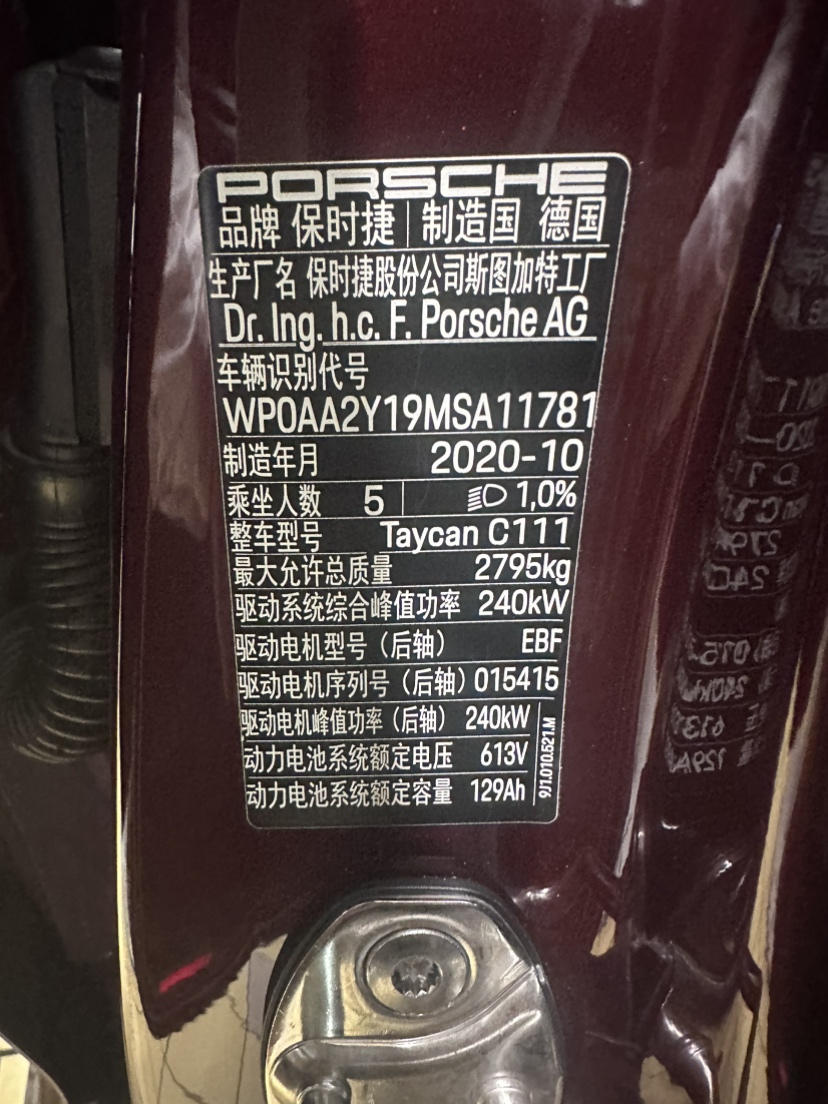 PORSCHE
品牌 保时捷 制造国 德国
生产厂名 保时捷股份公司斯图加特工厂
Dr. Ing. h.c. F. Porsche AG
车辆识别代号
WP0AA2Y19MSA11781
制造年月 2020-10
乘坐人数 5 1,0%
整车型号 Taycan C111
最大允许总质量 2795kg
驱动系统综合峰值功率 240kW
驱动电机型号（后轴） EBF
驱动电机序列号（后轴） 015415
驱动电机峰值功率（后轴） 240kW
动力电池系统额定电压 613V
动力电池系统额定容量 129Ah
9J1.010.521.M